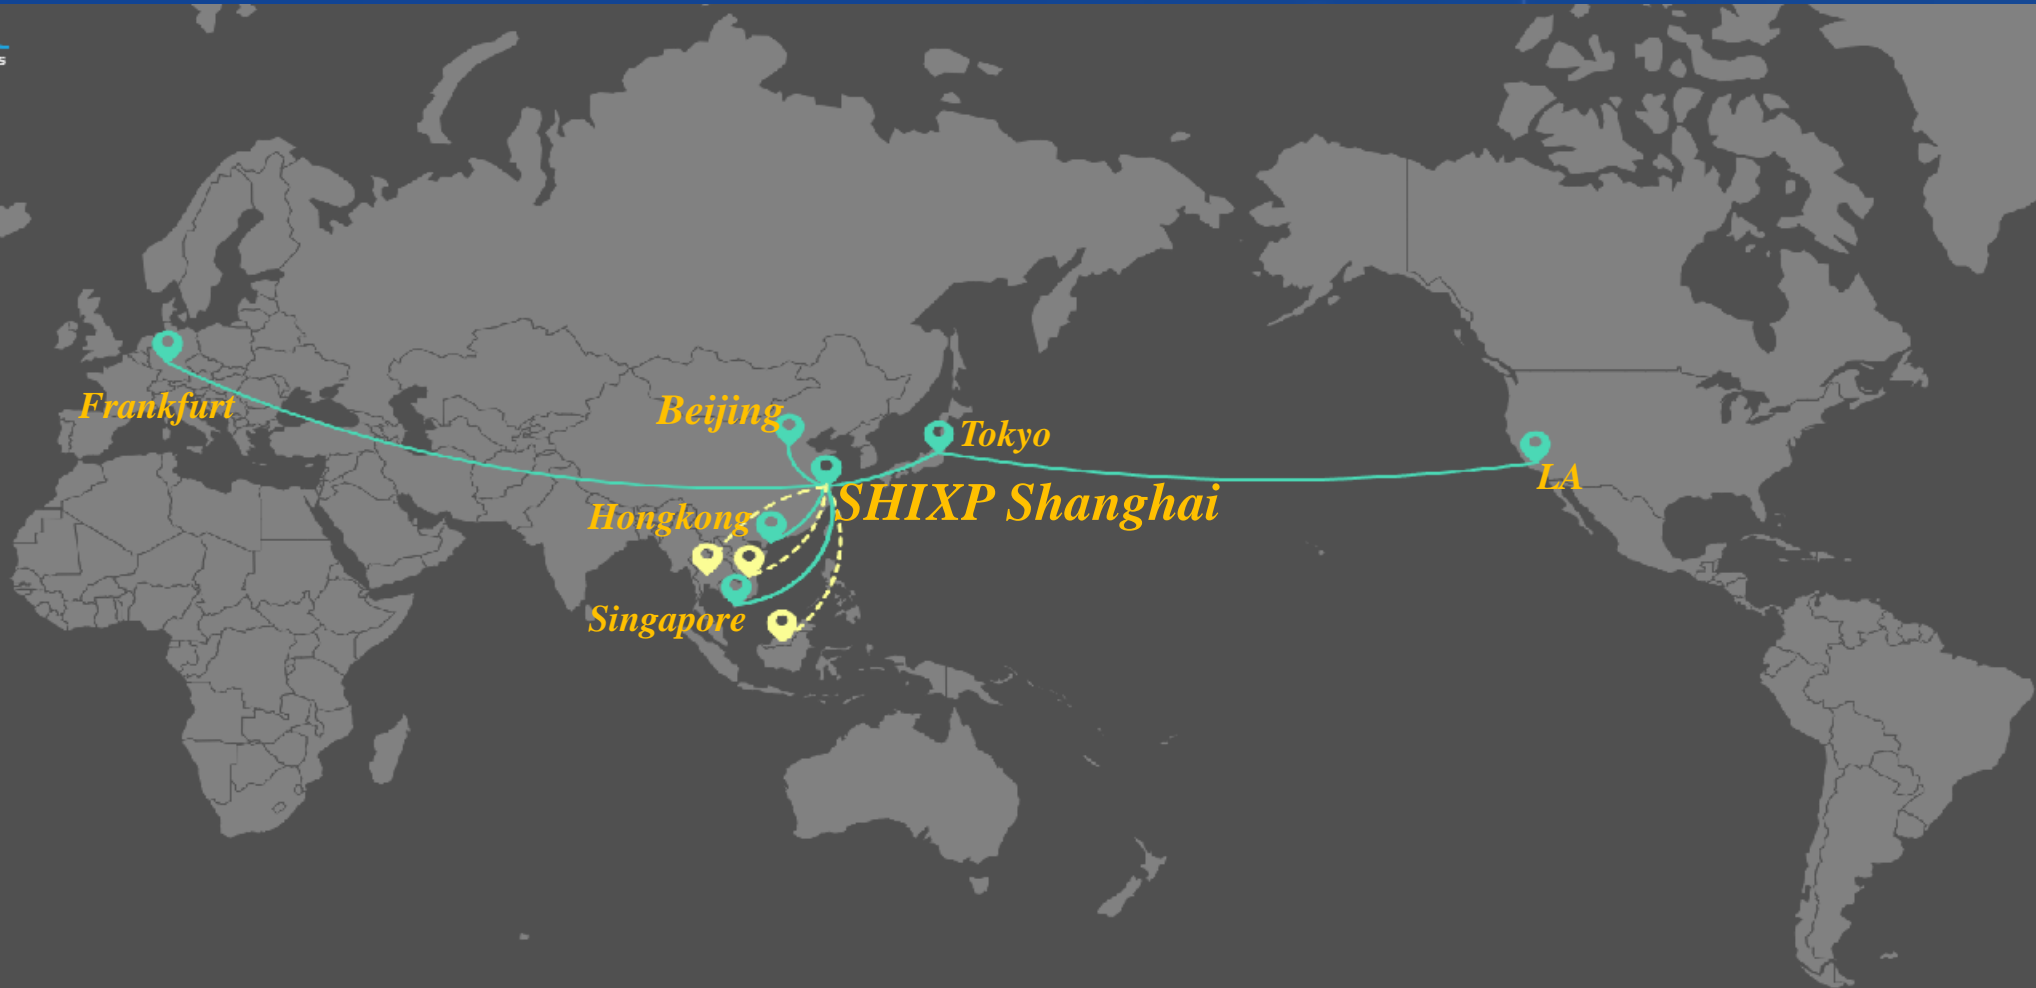 Frankfurt
Beijing
Tokyo
LA
SHIXP Shanghai
Hongkong
Singapore